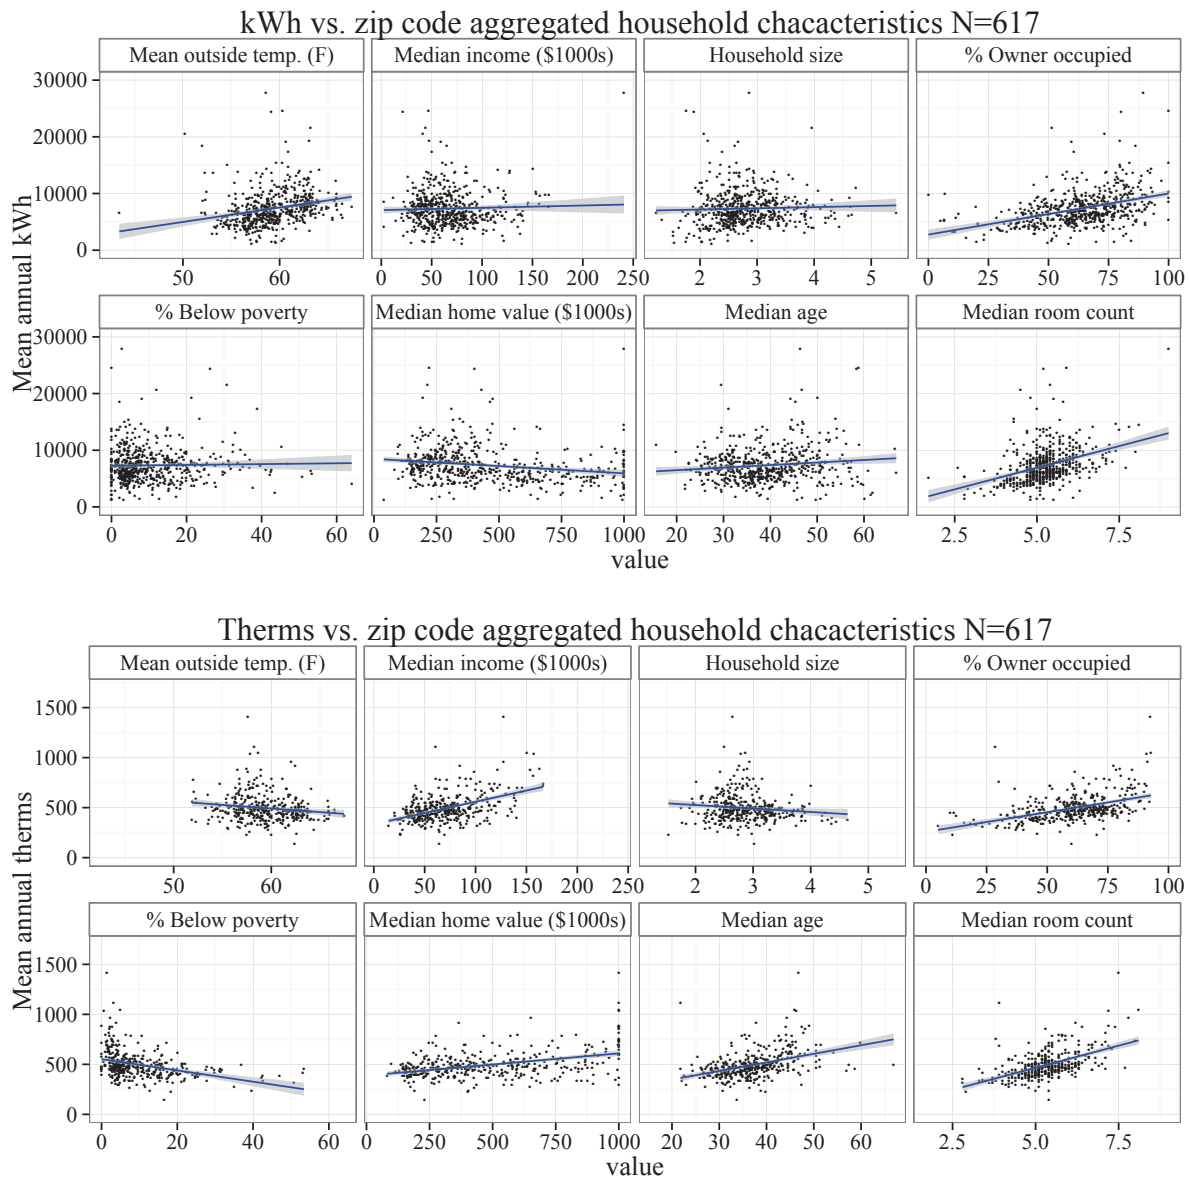 kWh vs. zip code aggregated household chacacteristics N=617
Mean outside temp. (F) Median income ($1000s) Household size % Owner occupied
30000
20000
10000
0
50 60 0 50 100 150 200 250 2 3 4 5 0 25 50 75 100
Mean annual kWh
% Below poverty Median home value ($1000s) Median age Median room count
30000
20000
10000
0
0 20 40 60 0 250 500 750 1000 20 30 40 50 60 2.5 5.0 7.5
value
Therms vs. zip code aggregated household chacacteristics N=617
Mean outside temp. (F) Median income ($1000s) Household size % Owner occupied
1500
1000
500
0
50 60 0 50 100 150 200 250 2 3 4 5 0 25 50 75 100
Mean annual therms
% Below poverty Median home value ($1000s) Median age Median room count
1500
1000
500
0
0 20 40 60 0 250 500 750 1000 20 30 40 50 60 2.5 5.0 7.5
value